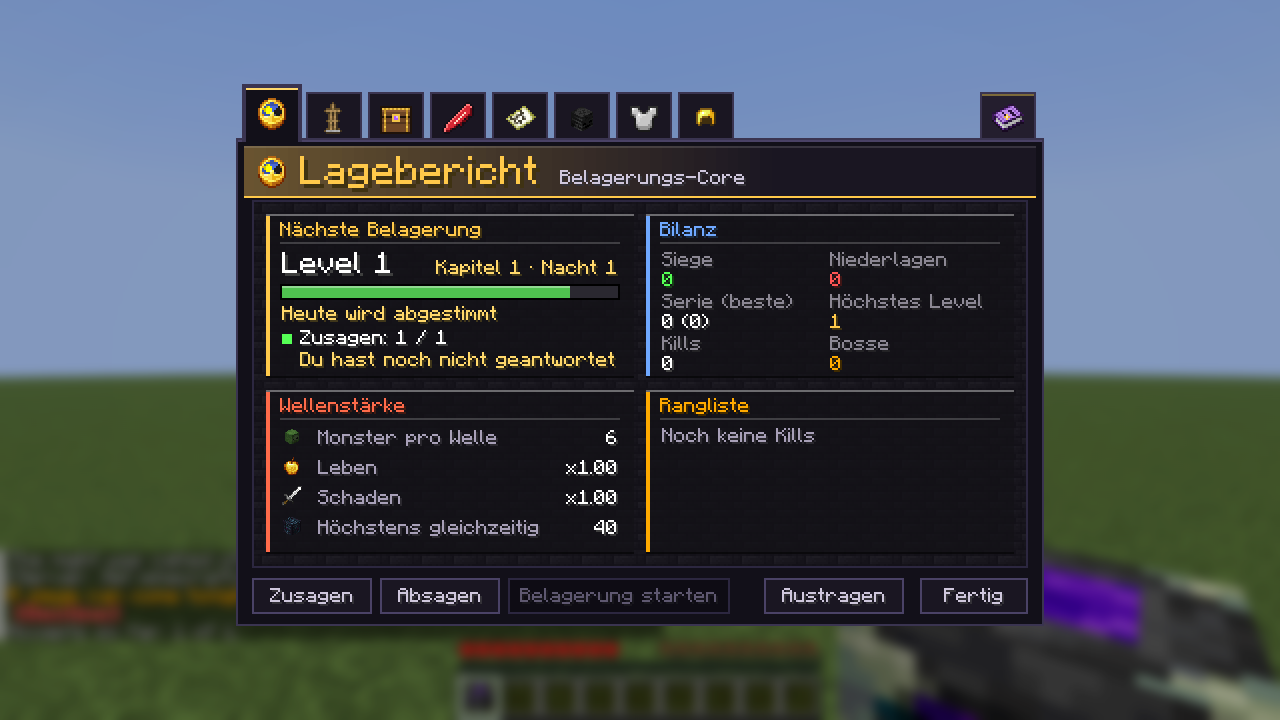 Lagebericht Belagerungs-Core
Nächste Belagerung
Level 1 Kapitel 1 · Nacht 1
Heute wird abgestimmt
Zusagen: 1 / 1
Du hast noch nicht geantwortet
Bilanz
Siege Niederlagen
0 0
Serie (beste) Höchstes Level
0 (0) 1
Kills Bosse
0 0
Wellenstärke
Monster pro Welle 6
Leben x1.00
Schaden x1.00
Höchstens gleichzeitig 40
Rangliste
Noch keine Kills
Zusagen Absagen Belagerung starten Austragen Fertig